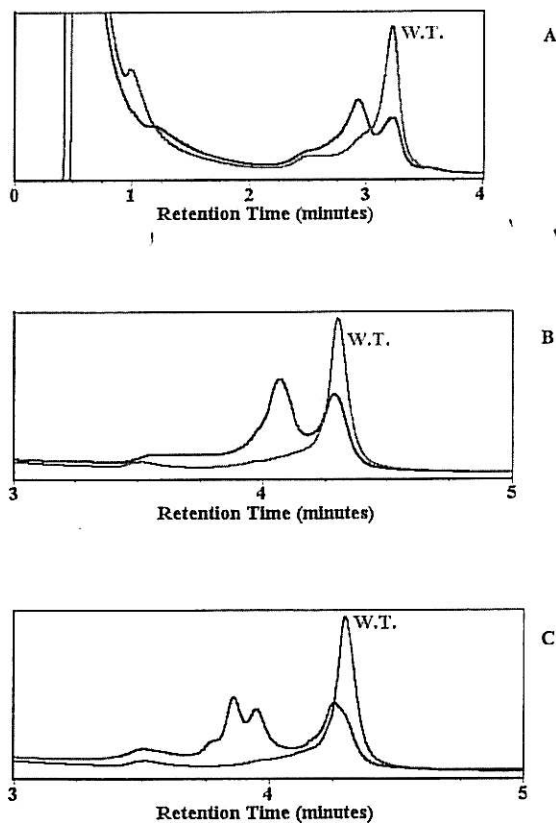 W.T.
A
0 1 2 3 4
Retention Time (minutes)
W.T.
B
3 4 5
Retention Time (minutes)
W.T.
C
3 4 5
Retention Time (minutes)